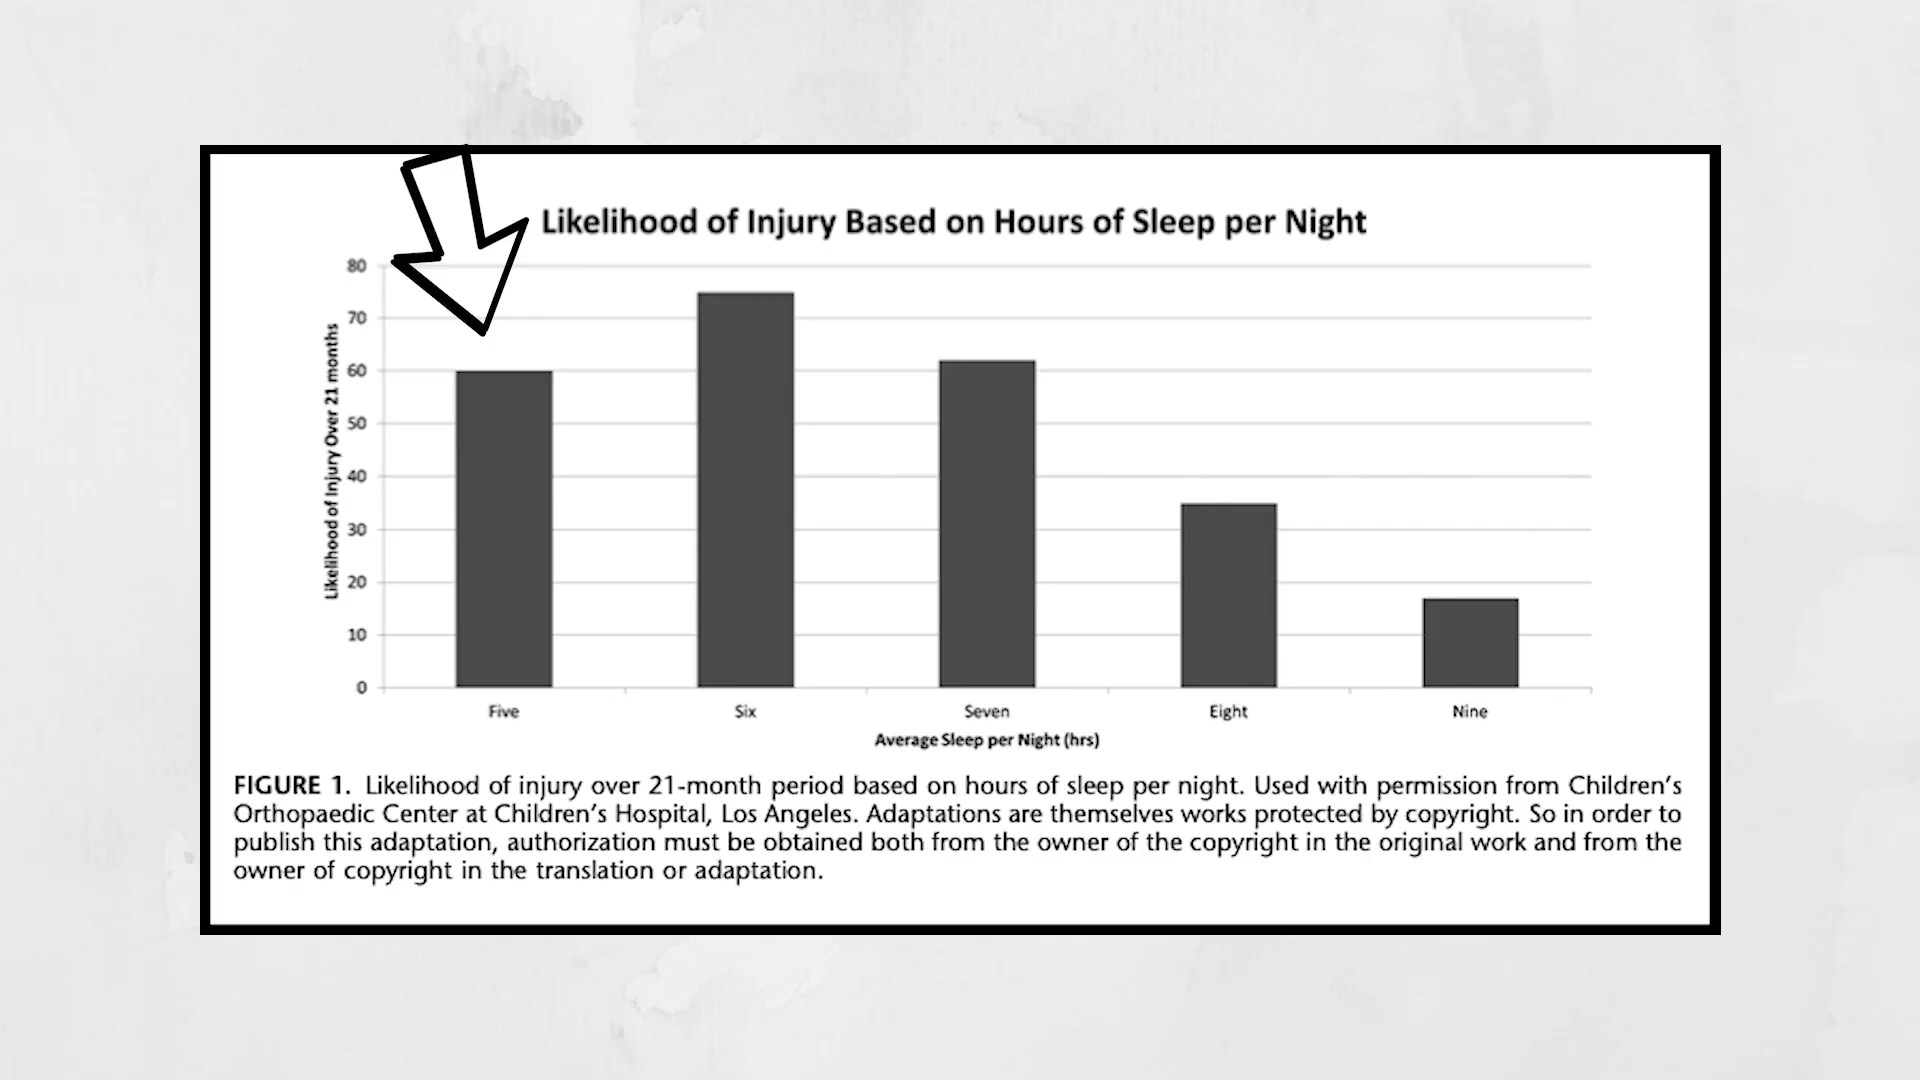 Likelihood of Injury Based on Hours of Sleep per Night
Likelihood of Injury Over 21 months
80
70
60
50
40
30
20
10
0
Five Six Seven Eight Nine
Average Sleep per Night (hrs)
FIGURE 1. Likelihood of injury over 21-month period based on hours of sleep per night. Used with permission from Children’s
Orthopaedic Center at Children’s Hospital, Los Angeles. Adaptations are themselves works protected by copyright. So in order to
publish this adaptation, authorization must be obtained both from the owner of the copyright in the original work and from the
owner of copyright in the translation or adaptation.